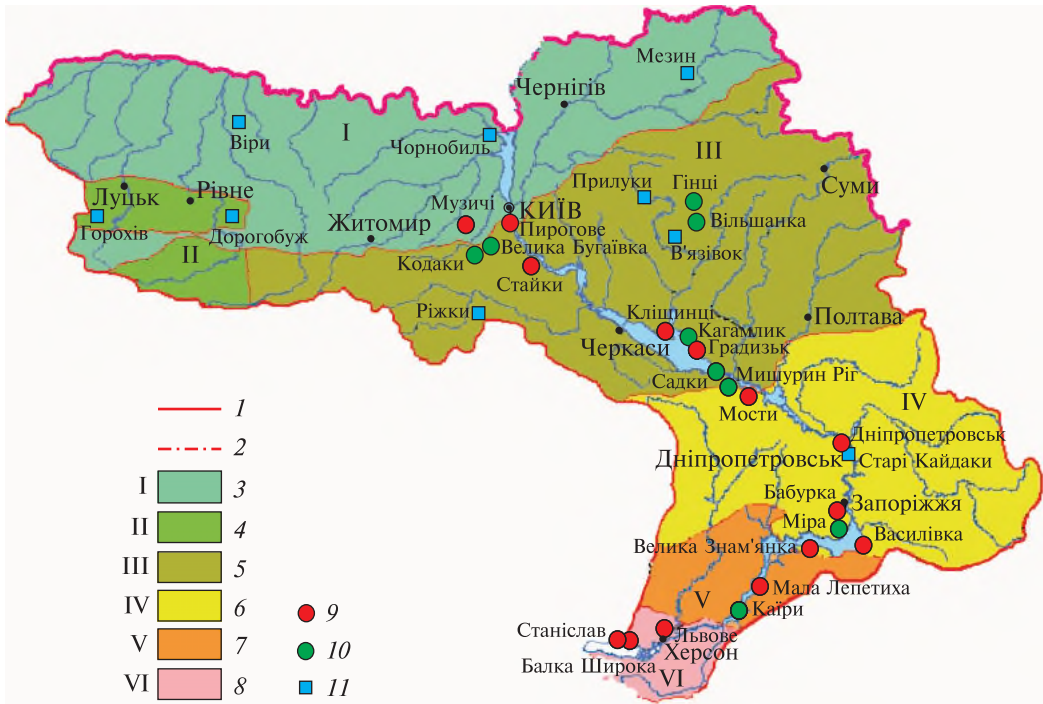 Мезин
Чернігів
I
Віри
Чорнобиль
III
Суми
Луцьк
Рівне
Прилуки
Гінці
Музичі
КИЇВ
Вільшанка
Горохів
Дорогобуж
Житомир
Пирогове
II
Велика Бугаївка
В'язівок
Кодаки
Стайки
Ріжки
Кліщинці
Полтава
Кагамлик
Черкаси
Градизьк
Садки
Мишурин Ріг
Мости
IV
Дніпропетровськ
Дніпропетровськ
Старі Кайдаки
Бабурка
Запоріжжя
Міра
Василівка
Велика Знам'янка
Мала Лепетиха
V
Каїри
Станіслав
Львове
Херсон
Балка Широка
VI
1
2
I 3
II 4
III 5
IV 6
V 7
VI 8
9
10
11